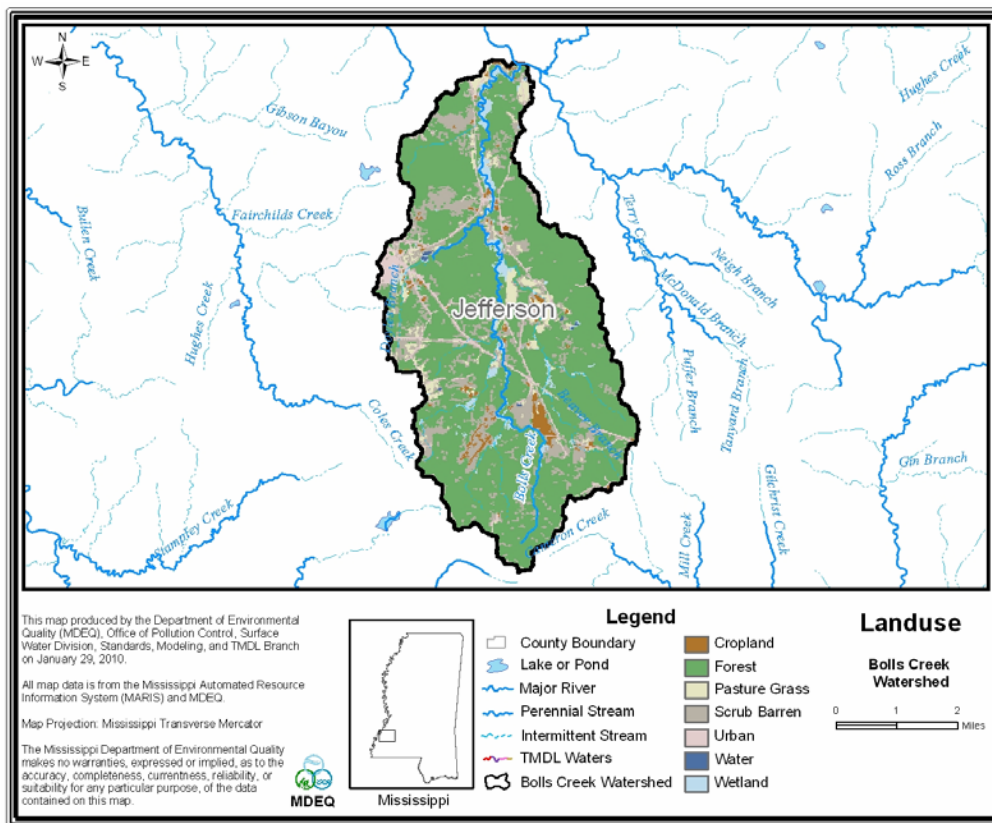 N
W E
S
Gibson Bayou
Hughes Creek
Ross Branch
Fairchilds Creek
Bullen Creek
Terry Creek
Neigh Branch
Hughes Creek
McDonald Branch
Jefferson
Puffer Branch
Tanyard Branch
Coles Creek
Bolls Creek
Gin Branch
Gilchrist Creek
Stampley Creek
Creek
Mill Creek
This map produced by the Department of Environmental
Quality (MDEQ), Office of Pollution Control, Surface
Water Division, Standards, Modeling, and TMDL Branch
on January 29, 2010.
All map data is from the Mississippi Automated Resource
Information System (MARIS) and MDEQ.
Map Projection: Mississippi Transverse Mercator
The Mississippi Department of Environmental Quality
makes no warranties, expressed or implied, as to the
accuracy, completeness, currentness, reliability, or
suitability for any particular purpose, of the data
contained on this map.
MDEQ
Mississippi
Legend
County Boundary
Lake or Pond
Major River
Perennial Stream
Intermittent Stream
TMDL Waters
Bolls Creek Watershed
Cropland
Forest
Pasture Grass
Scrub Barren
Urban
Water
Wetland
Landuse
Bolls Creek
Watershed
0 1 2
Miles